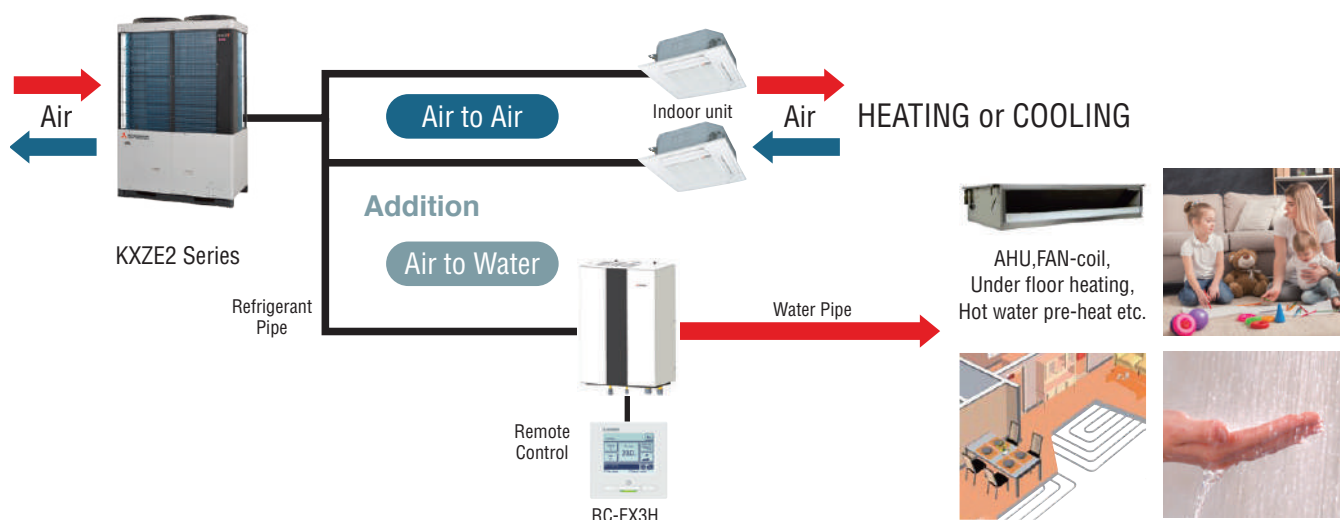 Air
KXZE2 Series
Air to Air
Indoor unit
Air
HEATING or COOLING
Addition
Air to Water
Refrigerant
Pipe
Water Pipe
AHU,FAN-coil,
Under floor heating,
Hot water pre-heat etc.
Remote
Control
RC-EX3H